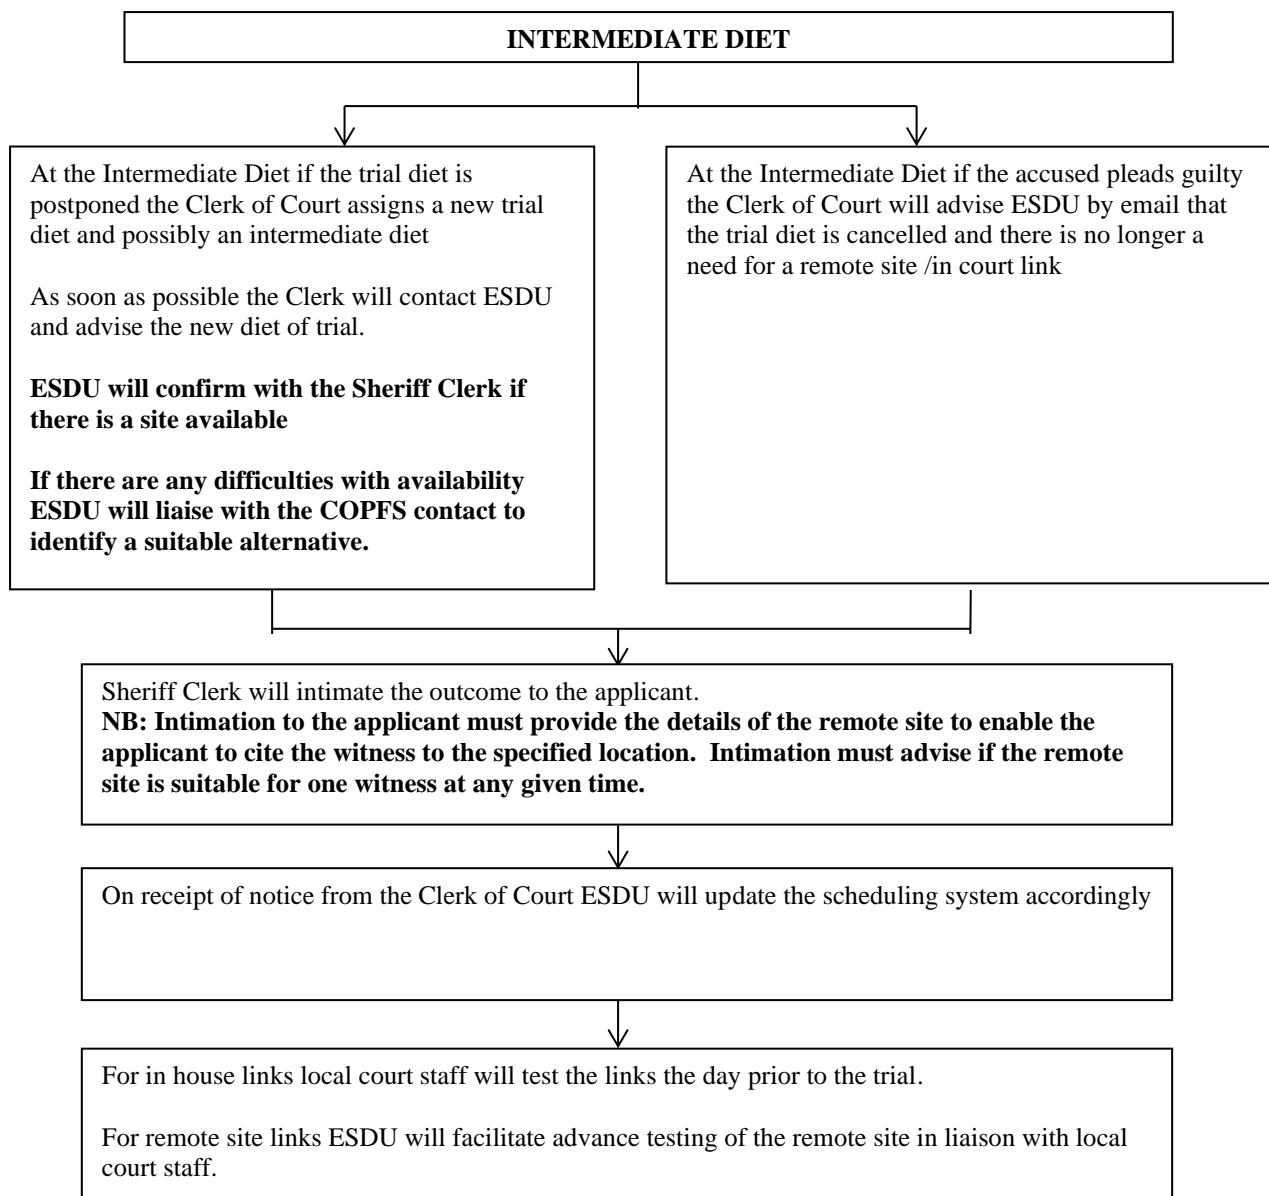 INTERMEDIATE DIET
At the Intermediate Diet if the trial diet is
postponed the Clerk of Court assigns a new trial
diet and possibly an intermediate diet
As soon as possible the Clerk will contact ESDU
and advise the new diet of trial.
ESDU will confirm with the Sheriff Clerk if
there is a site available
If there are any difficulties with availability
ESDU will liaise with the COPFS contact to
identify a suitable alternative.
At the Intermediate Diet if the accused pleads guilty
the Clerk of Court will advise ESDU by email that
the trial diet is cancelled and there is no longer a
need for a remote site /in court link
Sheriff Clerk will intimate the outcome to the applicant.
NB: Intimation to the applicant must provide the details of the remote site to enable the
applicant to cite the witness to the specified location.  Intimation must advise if the remote
site is suitable for one witness at any given time.
On receipt of notice from the Clerk of Court ESDU will update the scheduling system accordingly
For in house links local court staff will test the links the day prior to the trial.
For remote site links ESDU will facilitate advance testing of the remote site in liaison with local
court staff.